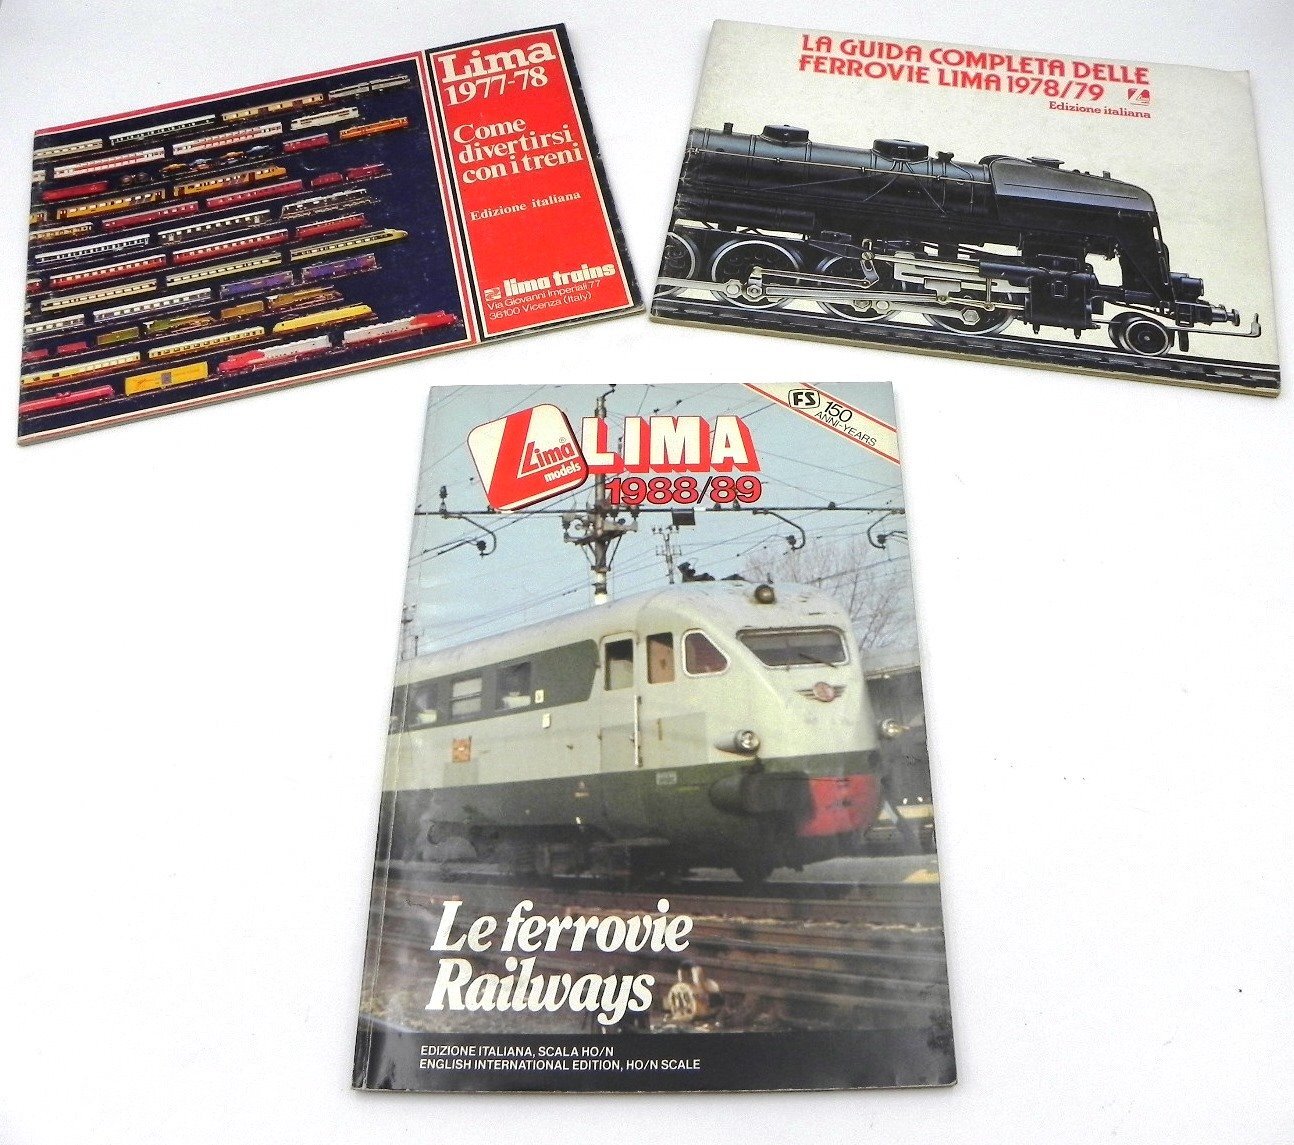 Lima
1977-78
Come
divertirsi
con i treni
Edizione italiana
lima trains
Via Giovanni Imperiali 77
36100 Vicenza (Italy)
LA GUIDA COMPLETA DELLE
FERROVIE LIMA 1978/79
Edizione italiana
FS 150
ANNI-YEARS
Lima®
models
LIMA
1988/89
Le ferrovie
Railways
EDIZIONE ITALIANA, SCALA HO/N
ENGLISH INTERNATIONAL EDITION, HO/N SCALE